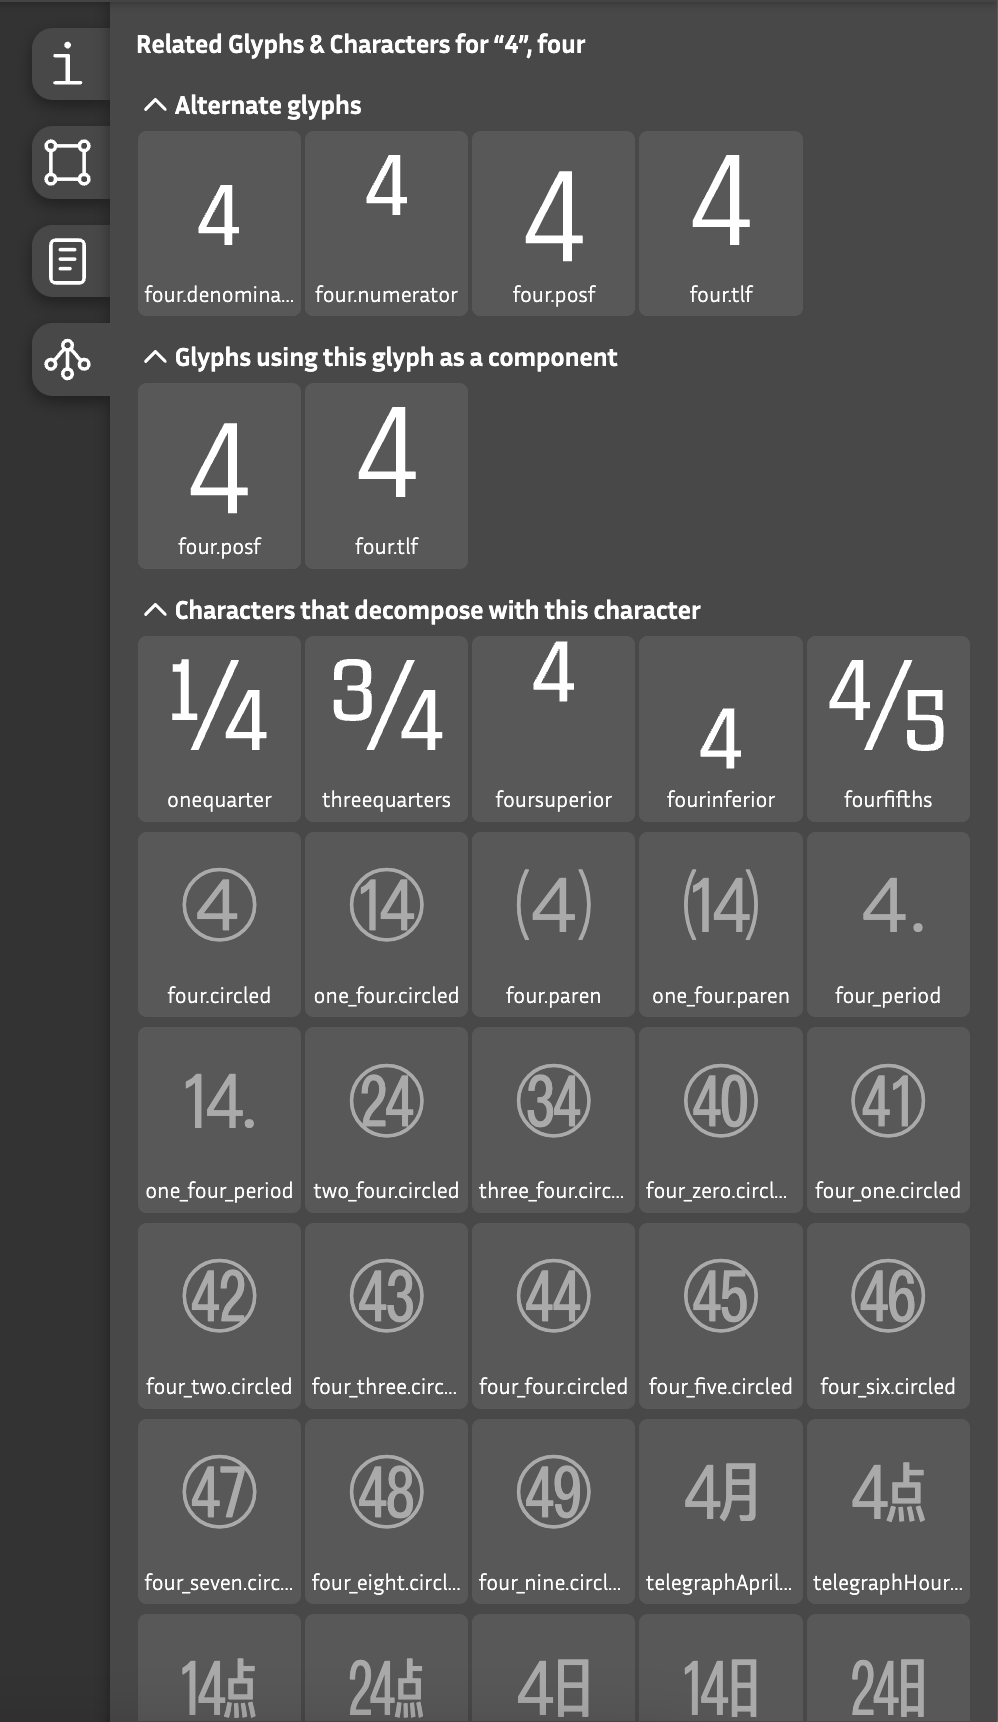 Related Glyphs & Characters for “4”, four
Alternate glyphs
4 4 4 4
four.denomina... four.numerator four.posf four.tlf
Glyphs using this glyph as a component
4 4
four.posf four.tlf
Characters that decompose with this character
¼ ¾ ⁴ ₄ ⅘
onequarter threequarters foursuperior fourinferior fourfifths
④ ⑭ ⑷ ⒁ ⒋
four.circled one_four.circled four.paren one_four.paren four_period
⒕ ㉔ ㉞ ㊵ ㊶
one_four_period two_four.circled three_four.circ... four_zero.circl... four_one.circled
㊷ ㊸ ㊹ ㊺ ㊻
four_two.circled four_three.circ... four_four.circled four_five.circled four_six.circled
㊼ ㊽ ㊾ ㋃ ㍜
four_seven.circ... four_eight.circl... four_nine.circl... telegraphApril... telegraphHour...
㍦ ㍰ ㏣ ㏭ ㏷